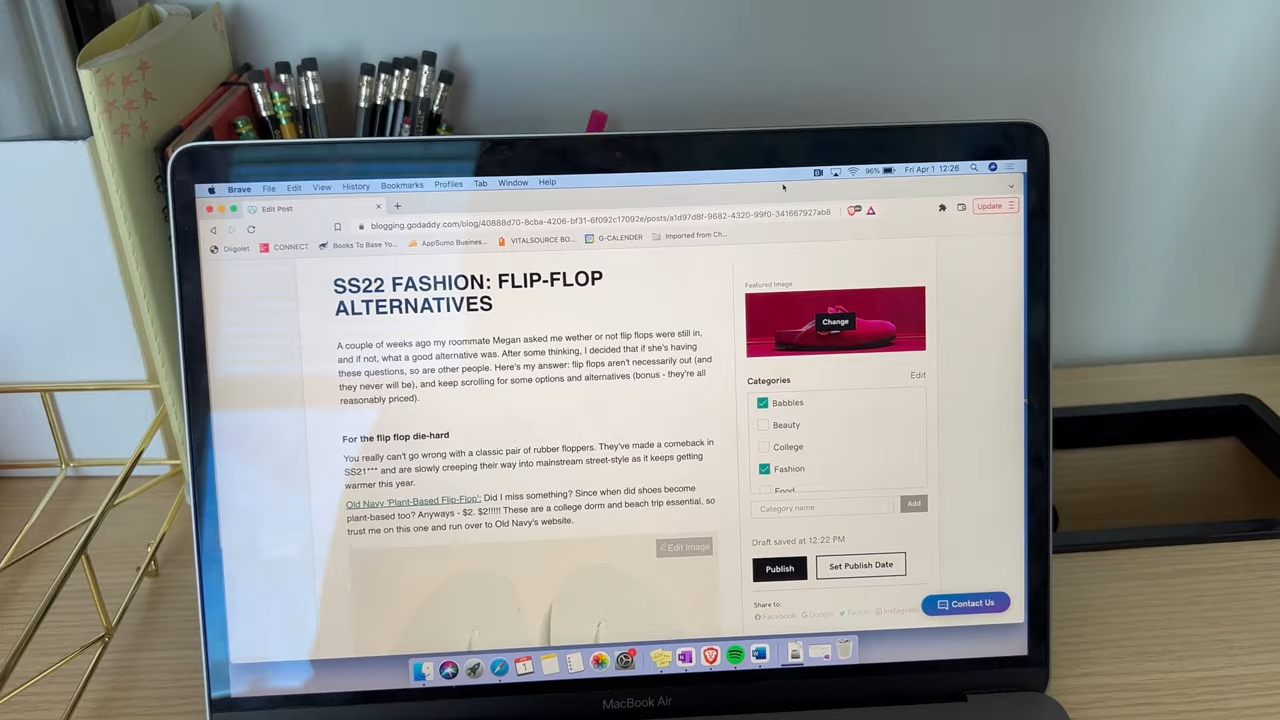 Brave File Edit View History Bookmarks Profiles Tab Window Help
96% Fri Apr 1 12:26
Edit Post
blogging.godaddy.com/blog/40888d70-8cba-4206-bf31-6f092c17092e/posts/a1d97d8f-9682-4320-99f0-341667927ab8
Update
Diigolet CONNECT Books To Base Yo... AppSumo Busines... VITALSOURCE BO... G-CALENDER Imported from Ch...
SS22 FASHION: FLIP-FLOP
ALTERNATIVES
A couple of weeks ago my roommate Megan asked me wether or not flip flops were still in,
and if not, what a good alternative was. After some thinking, I decided that if she's having
these questions, so are other people. Here's my answer: flip flops aren't necessarily out (and
they never will be), and keep scrolling for some options and alternatives (bonus - they're all
reasonably priced).
For the flip flop die-hard
You really can't go wrong with a classic pair of rubber floppers. They've made a comeback in
SS21*** and are slowly creeping their way into mainstream street-style as it keeps getting
warmer this year.
Old Navy 'Plant-Based Flip-Flop': Did I miss something? Since when did shoes become
plant-based too? Anyways - $2. $2!!!!! These are a college dorm and beach trip essential, so
trust me on this one and run over to Old Navy's website.
Edit Image
Featured Image
Change
Categories Edit
Babbles
Beauty
College
Fashion
Food
Category name Add
Draft saved at 12:22 PM
Publish Set Publish Date
Share to:
Facebook Google Twitter Instagram
Contact Us
MacBook Air